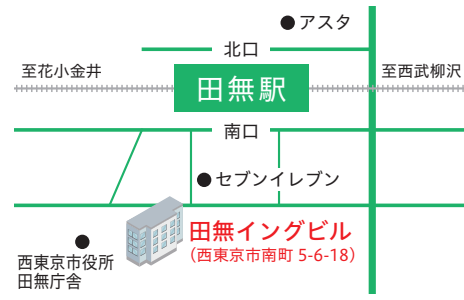 ●アスタ
北口
至花小金井
田無駅
至西武柳沢
南口
●セブンイレブン
田無イングビル
（西東京市南町 5-6-18）
西東京市役所
田無庁舎